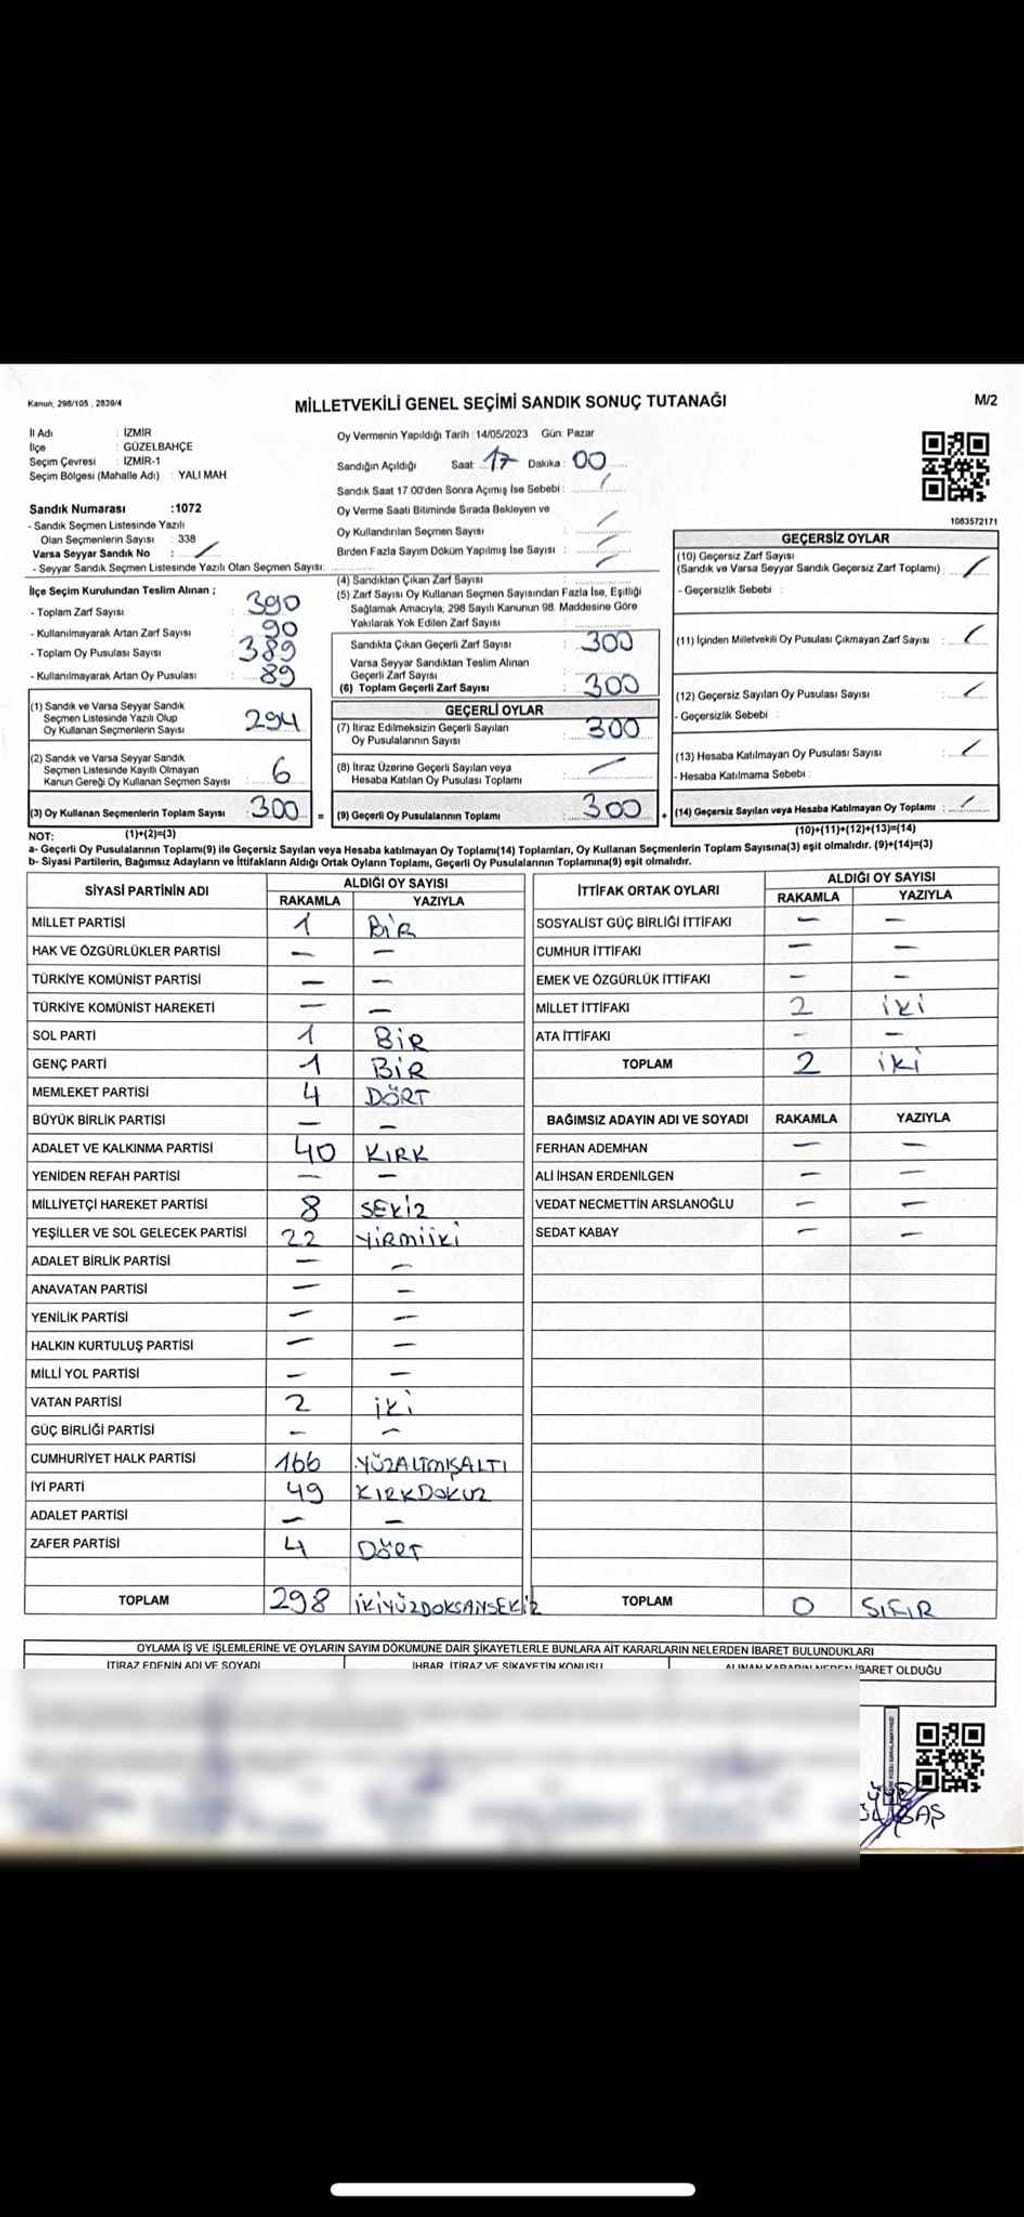 Kanun; 298/105 , 2839/4
MİLLETVEKİLİ GENEL SEÇİMİ SANDIK SONUÇ TUTANAĞI
M/2
İl Adı : İZMİR
İlçe : GÜZELBAHÇE
Seçim Çevresi : İZMİR-1
Seçim Bölgesi (Mahalle Adı) : YALI MAH
Sandık Numarası :1072
- Sandık Seçmen Listesinde Yazılı
Olan Seçmenlerin Sayısı : 338
Varsa Seyyar Sandık No : /
- Seyyar Sandık Seçmen Listesinde Yazılı Olan Seçmen Sayısı:
Oy Vermenin Yapıldığı Tarih : 14/05/2023 Gün: Pazar
Sandığın Açıldığı Saat: 17 Dakika : 00
Sandık Saat 17.00'den Sonra Açımış İse Sebebi : /
Oy Verme Saati Bitiminde Sırada Bekleyen ve
Oy Kullandırılan Seçmen Sayısı : /
Birden Fazla Sayım Döküm Yapılmış İse Sayısı : /
1083572171
İlçe Seçim Kurulundan Teslim Alınan ;
- Toplam Zarf Sayısı : 390
- Kullanılmayarak Artan Zarf Sayısı : 90
- Toplam Oy Pusulası Sayısı : 389
- Kullanılmayarak Artan Oy Pusulası : 89
(1) Sandık ve Varsa Seyyar Sandık
Seçmen Listesinde Yazılı Olup
Oy Kullanan Seçmenlerin Sayısı : 294
(2) Sandık ve Varsa Seyyar Sandık
Seçmen Listesinde Kayıtlı Olmayan
Kanun Gereği Oy Kullanan Seçmen Sayısı : 6
(3) Oy Kullanan Seçmenlerin Toplam Sayısı : 300 =
(4) Sandıktan Çıkan Zarf Sayısı :
(5) Zarf Sayısı Oy Kullanan Seçmen Sayısından Fazla İse, Eşitliği
Sağlamak Amacıyla, 298 Sayılı Kanunun 98. Maddesine Göre
Yakılarak Yok Edilen Zarf Sayısı :
Sandıkta Çıkan Geçerli Zarf Sayısı : 300
Varsa Seyyar Sandıktan Teslim Alınan
Geçerli Zarf Sayısı :
(6) Toplam Geçerli Zarf Sayısı : 300
GEÇERLİ OYLAR
(7) İtiraz Edilmeksizin Geçerli Sayılan
Oy Pusulalarının Sayısı : 300
(8) İtiraz Üzerine Geçerli Sayılan veya
Hesaba Katılan Oy Pusulası Toplamı : —
(9) Geçerli Oy Pusulalarının Toplamı : 300 +
GEÇERSİZ OYLAR
(10) Geçersiz Zarf Sayısı
(Sandık ve Varsa Seyyar Sandık Geçersiz Zarf Toplamı) : /
- Geçersizlik Sebebi :
(11) İçinden Milletvekili Oy Pusulası Çıkmayan Zarf Sayısı : /
(12) Geçersiz Sayılan Oy Pusulası Sayısı : /
- Geçersizlik Sebebi :
(13) Hesaba Katılmayan Oy Pusulası Sayısı : /
- Hesaba Katılmama Sebebi :
(14) Geçersiz Sayılan veya Hesaba Katılmayan Oy Toplamı : /
NOT: (1)+(2)=(3)
(10)+(11)+(12)+(13)=(14)
a- Geçerli Oy Pusulalarının Toplamı(9) ile Geçersiz Sayılan veya Hesaba katılmayan Oy Toplamı(14) Toplamları, Oy Kullanan Seçmenlerin Toplam Sayısına(3) eşit olmalıdır. (9)+(14)=(3)
b- Siyasi Partilerin, Bağımsız Adayların ve İttifakların Aldığı Ortak Oyların Toplamı, Geçerli Oy Pusulalarının Toplamına(9) eşit olmalıdır.
SİYASİ PARTİNİN ADI
ALDIĞI OY SAYISI
RAKAMLA YAZIYLA
MİLLET PARTİSİ 1 BİR
HAK VE ÖZGÜRLÜKLER PARTİSİ — —
TÜRKİYE KOMÜNİST PARTİSİ — —
TÜRKİYE KOMÜNİST HAREKETİ — —
SOL PARTİ 1 BİR
GENÇ PARTİ 1 BİR
MEMLEKET PARTİSİ 4 DÖRT
BÜYÜK BİRLİK PARTİSİ — —
ADALET VE KALKINMA PARTİSİ 40 KIRK
YENİDEN REFAH PARTİSİ — —
MİLLİYETÇİ HAREKET PARTİSİ 8 SEKİZ
YEŞİLLER VE SOL GELECEK PARTİSİ 22 YİRMİİKİ
ADALET BİRLİK PARTİSİ — —
ANAVATAN PARTİSİ — —
YENİLİK PARTİSİ — —
HALKIN KURTULUŞ PARTİSİ — —
MİLLİ YOL PARTİSİ — —
VATAN PARTİSİ 2 İKİ
GÜÇ BİRLİĞİ PARTİSİ — —
CUMHURİYET HALK PARTİSİ 166 YÜZALTMIŞALTI
İYİ PARTİ 49 KIRKDOKUZ
ADALET PARTİSİ — —
ZAFER PARTİSİ 4 DÖRT
TOPLAM 298 İKİYÜZDOKSANSEKİZ
İTTİFAK ORTAK OYLARI
ALDIĞI OY SAYISI
RAKAMLA YAZIYLA
SOSYALİST GÜÇ BİRLİĞİ İTTİFAKI — —
CUMHUR İTTİFAKI — —
EMEK VE ÖZGÜRLÜK İTTİFAKI — —
MİLLET İTTİFAKI 2 İKİ
ATA İTTİFAKI — —
TOPLAM 2 İKİ
BAĞIMSIZ ADAYIN ADI VE SOYADI RAKAMLA YAZIYLA
FERHAN ADEMHAN — —
ALİ İHSAN ERDENİLGEN — —
VEDAT NECMETTİN ARSLANOĞLU — —
SEDAT KABAY — —
TOPLAM 0 SIFIR
OYLAMA İŞ VE İŞLEMLERİNE VE OYLARIN SAYIM DÖKÜMÜNE DAİR ŞİKAYETLERLE BUNLARA AİT KARARLARIN NELERDEN İBARET BULUNDUKLARI
İTİRAZ EDENİN ADI VE SOYADI
İHBAR, İTİRAZ VE ŞİKAYETİN KONUSU
ALINAN KARARIN NEDEN İBARET OLDUĞU
ÜYE